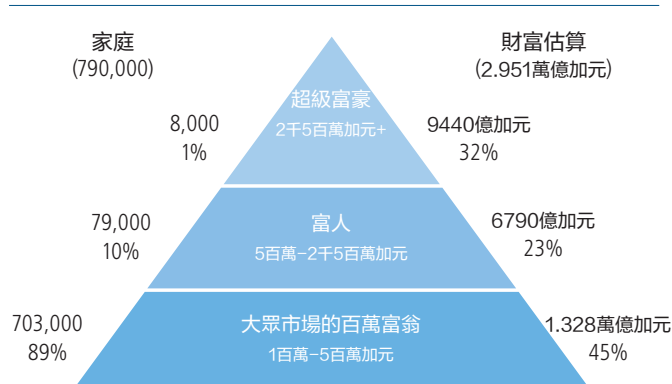 家庭
(790,000)
財富估算
(2.951萬億加元)
超級富豪
2千5百萬加元+
8,000
1%
9440億加元
32%
富人
5百萬–2千5百萬加元
79,000
10%
6790億加元
23%
大眾市場的百萬富翁
1百萬–5百萬加元
703,000
89%
1.328萬億加元
45%